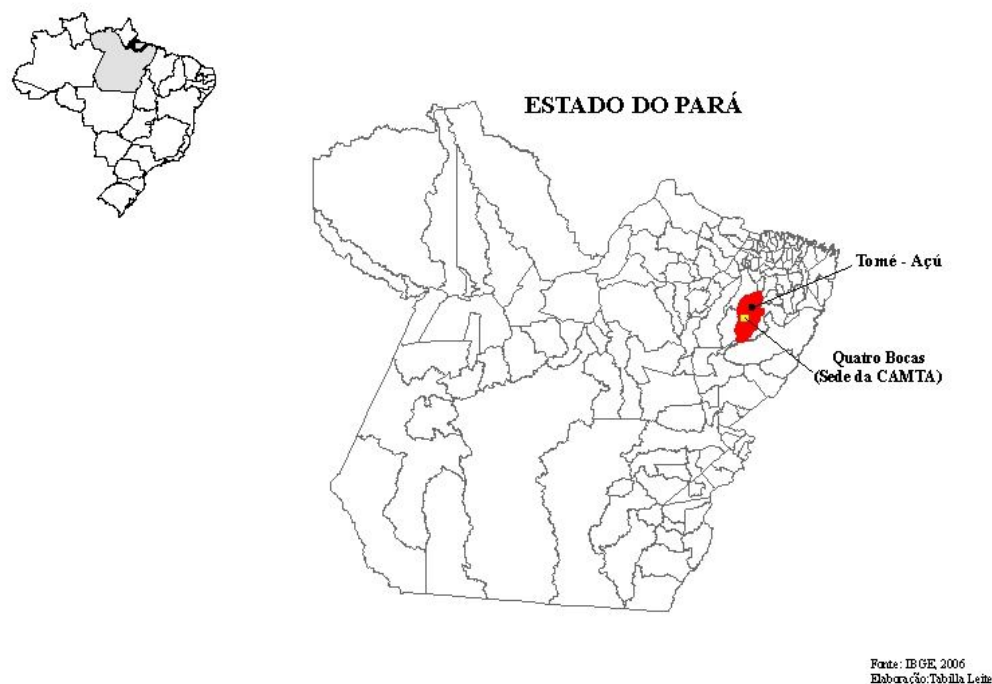 ESTADO DO PARÁ
Tomé - Açú
Quatro Bocas
(Sede da CAMTA)
Fonte: IBGE, 2006
Elaboração:Tabilla Leite